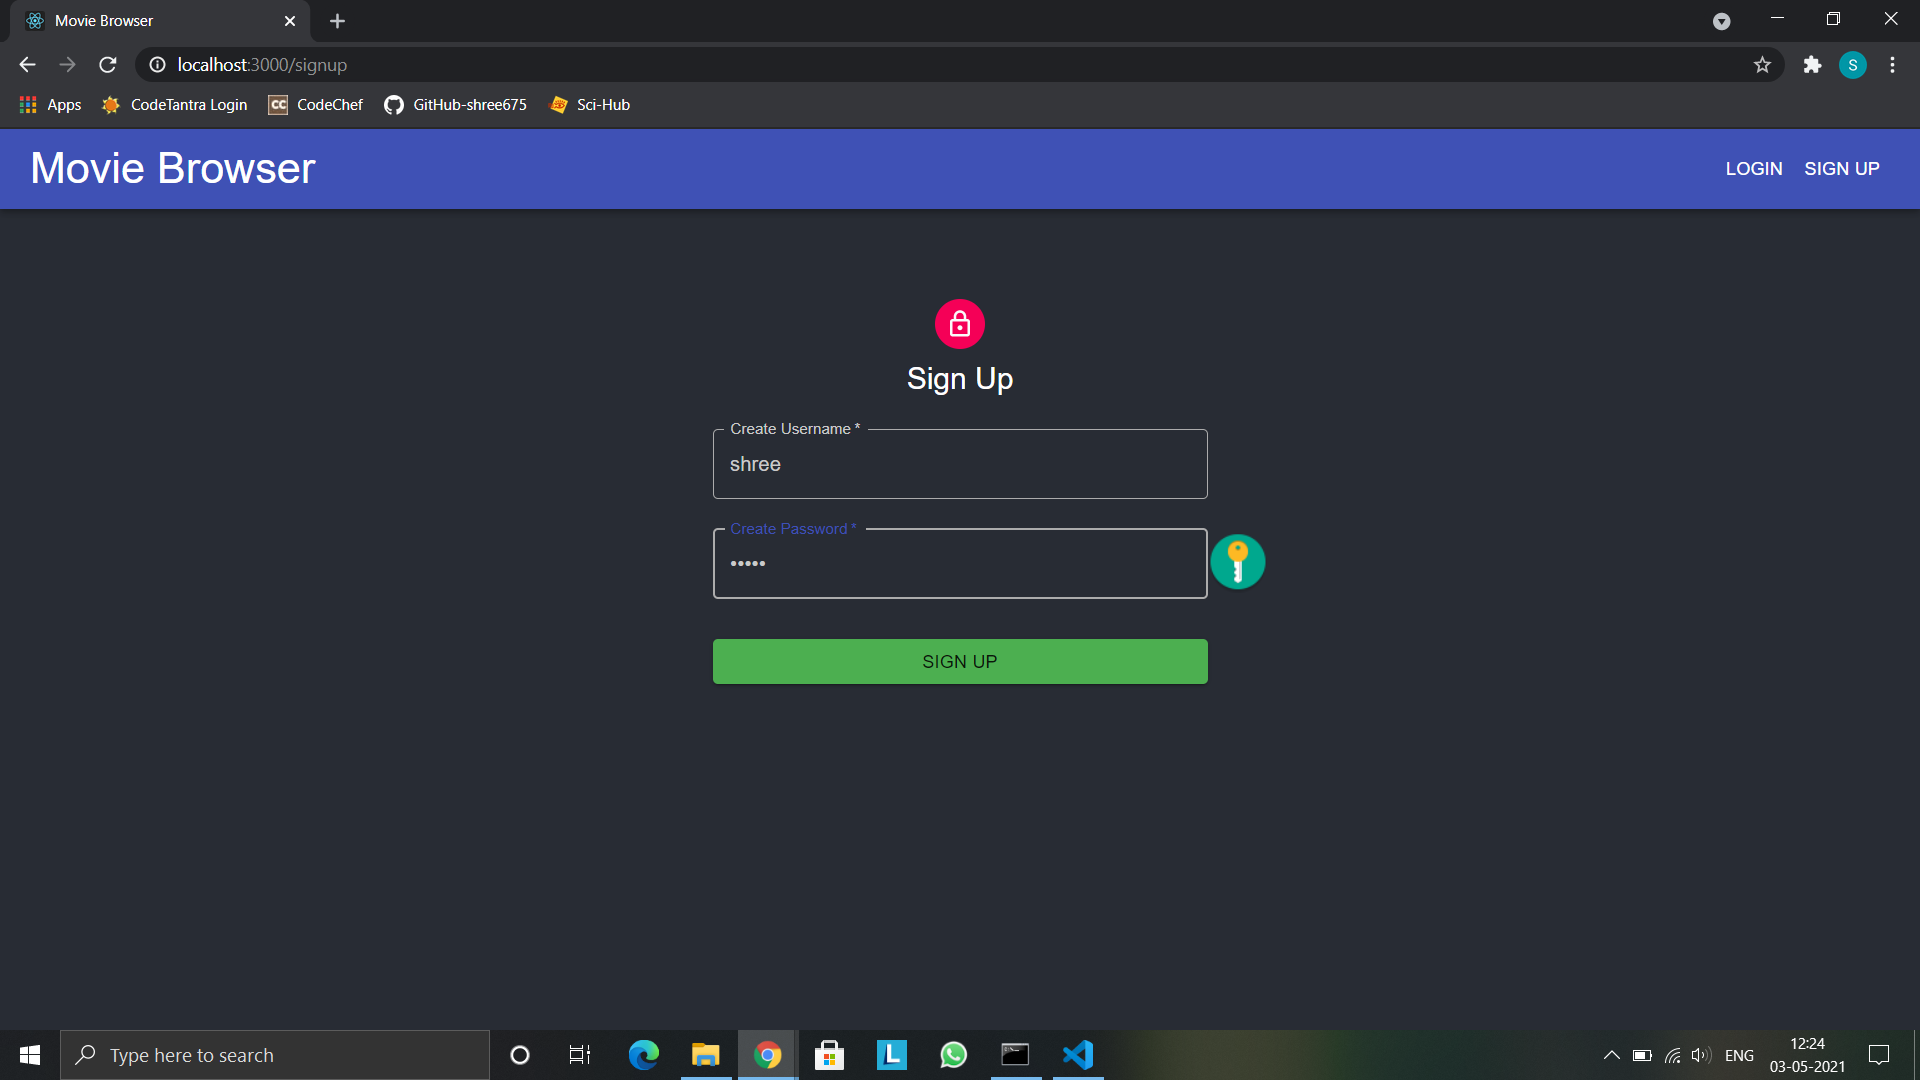 Movie Browser
localhost:3000/signup
S
Apps
CodeTantra Login
CC
CodeChef
GitHub-shree675
Sci-Hub
Movie Browser
LOGIN
SIGN UP
Sign Up
Create Username *
shree
Create Password *
•••••
SIGN UP
Type here to search
L
ENG
12:24
03-05-2021